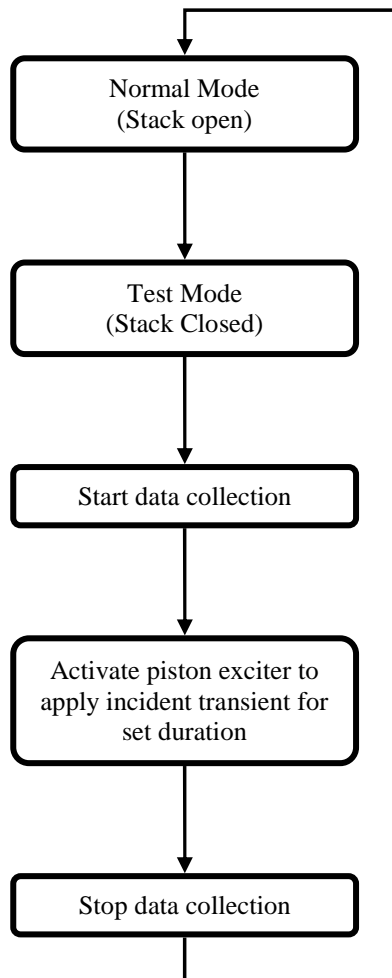 Normal Mode
(Stack open)
Test Mode
(Stack Closed)
Start data collection
Activate piston exciter to
apply incident transient for
set duration
Stop data collection